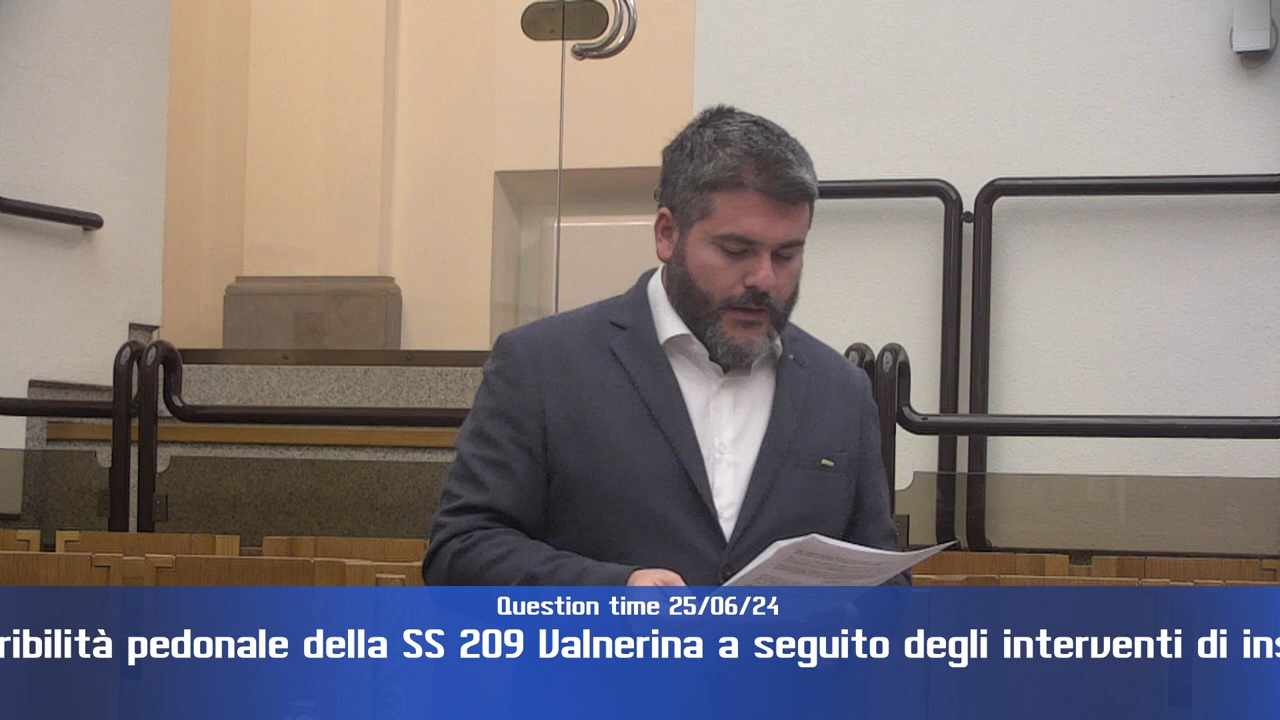 Question time 25/06/24
ribilità pedonale della SS 209 Valnerina a seguito degli interventi di ins